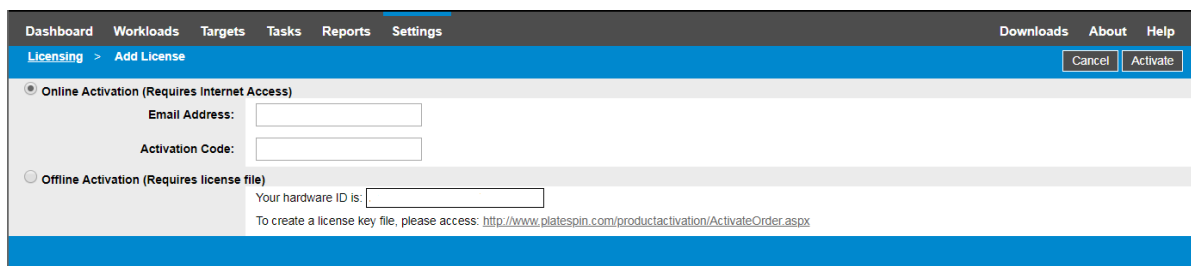 Dashboard Workloads Targets Tasks Reports Settings Downloads About Help
Licensing > Add License Cancel Activate
Online Activation (Requires Internet Access)
Email Address:
Activation Code:
Offline Activation (Requires license file)
Your hardware ID is:
To create a license key file, please access: http://www.platespin.com/productactivation/ActivateOrder.aspx